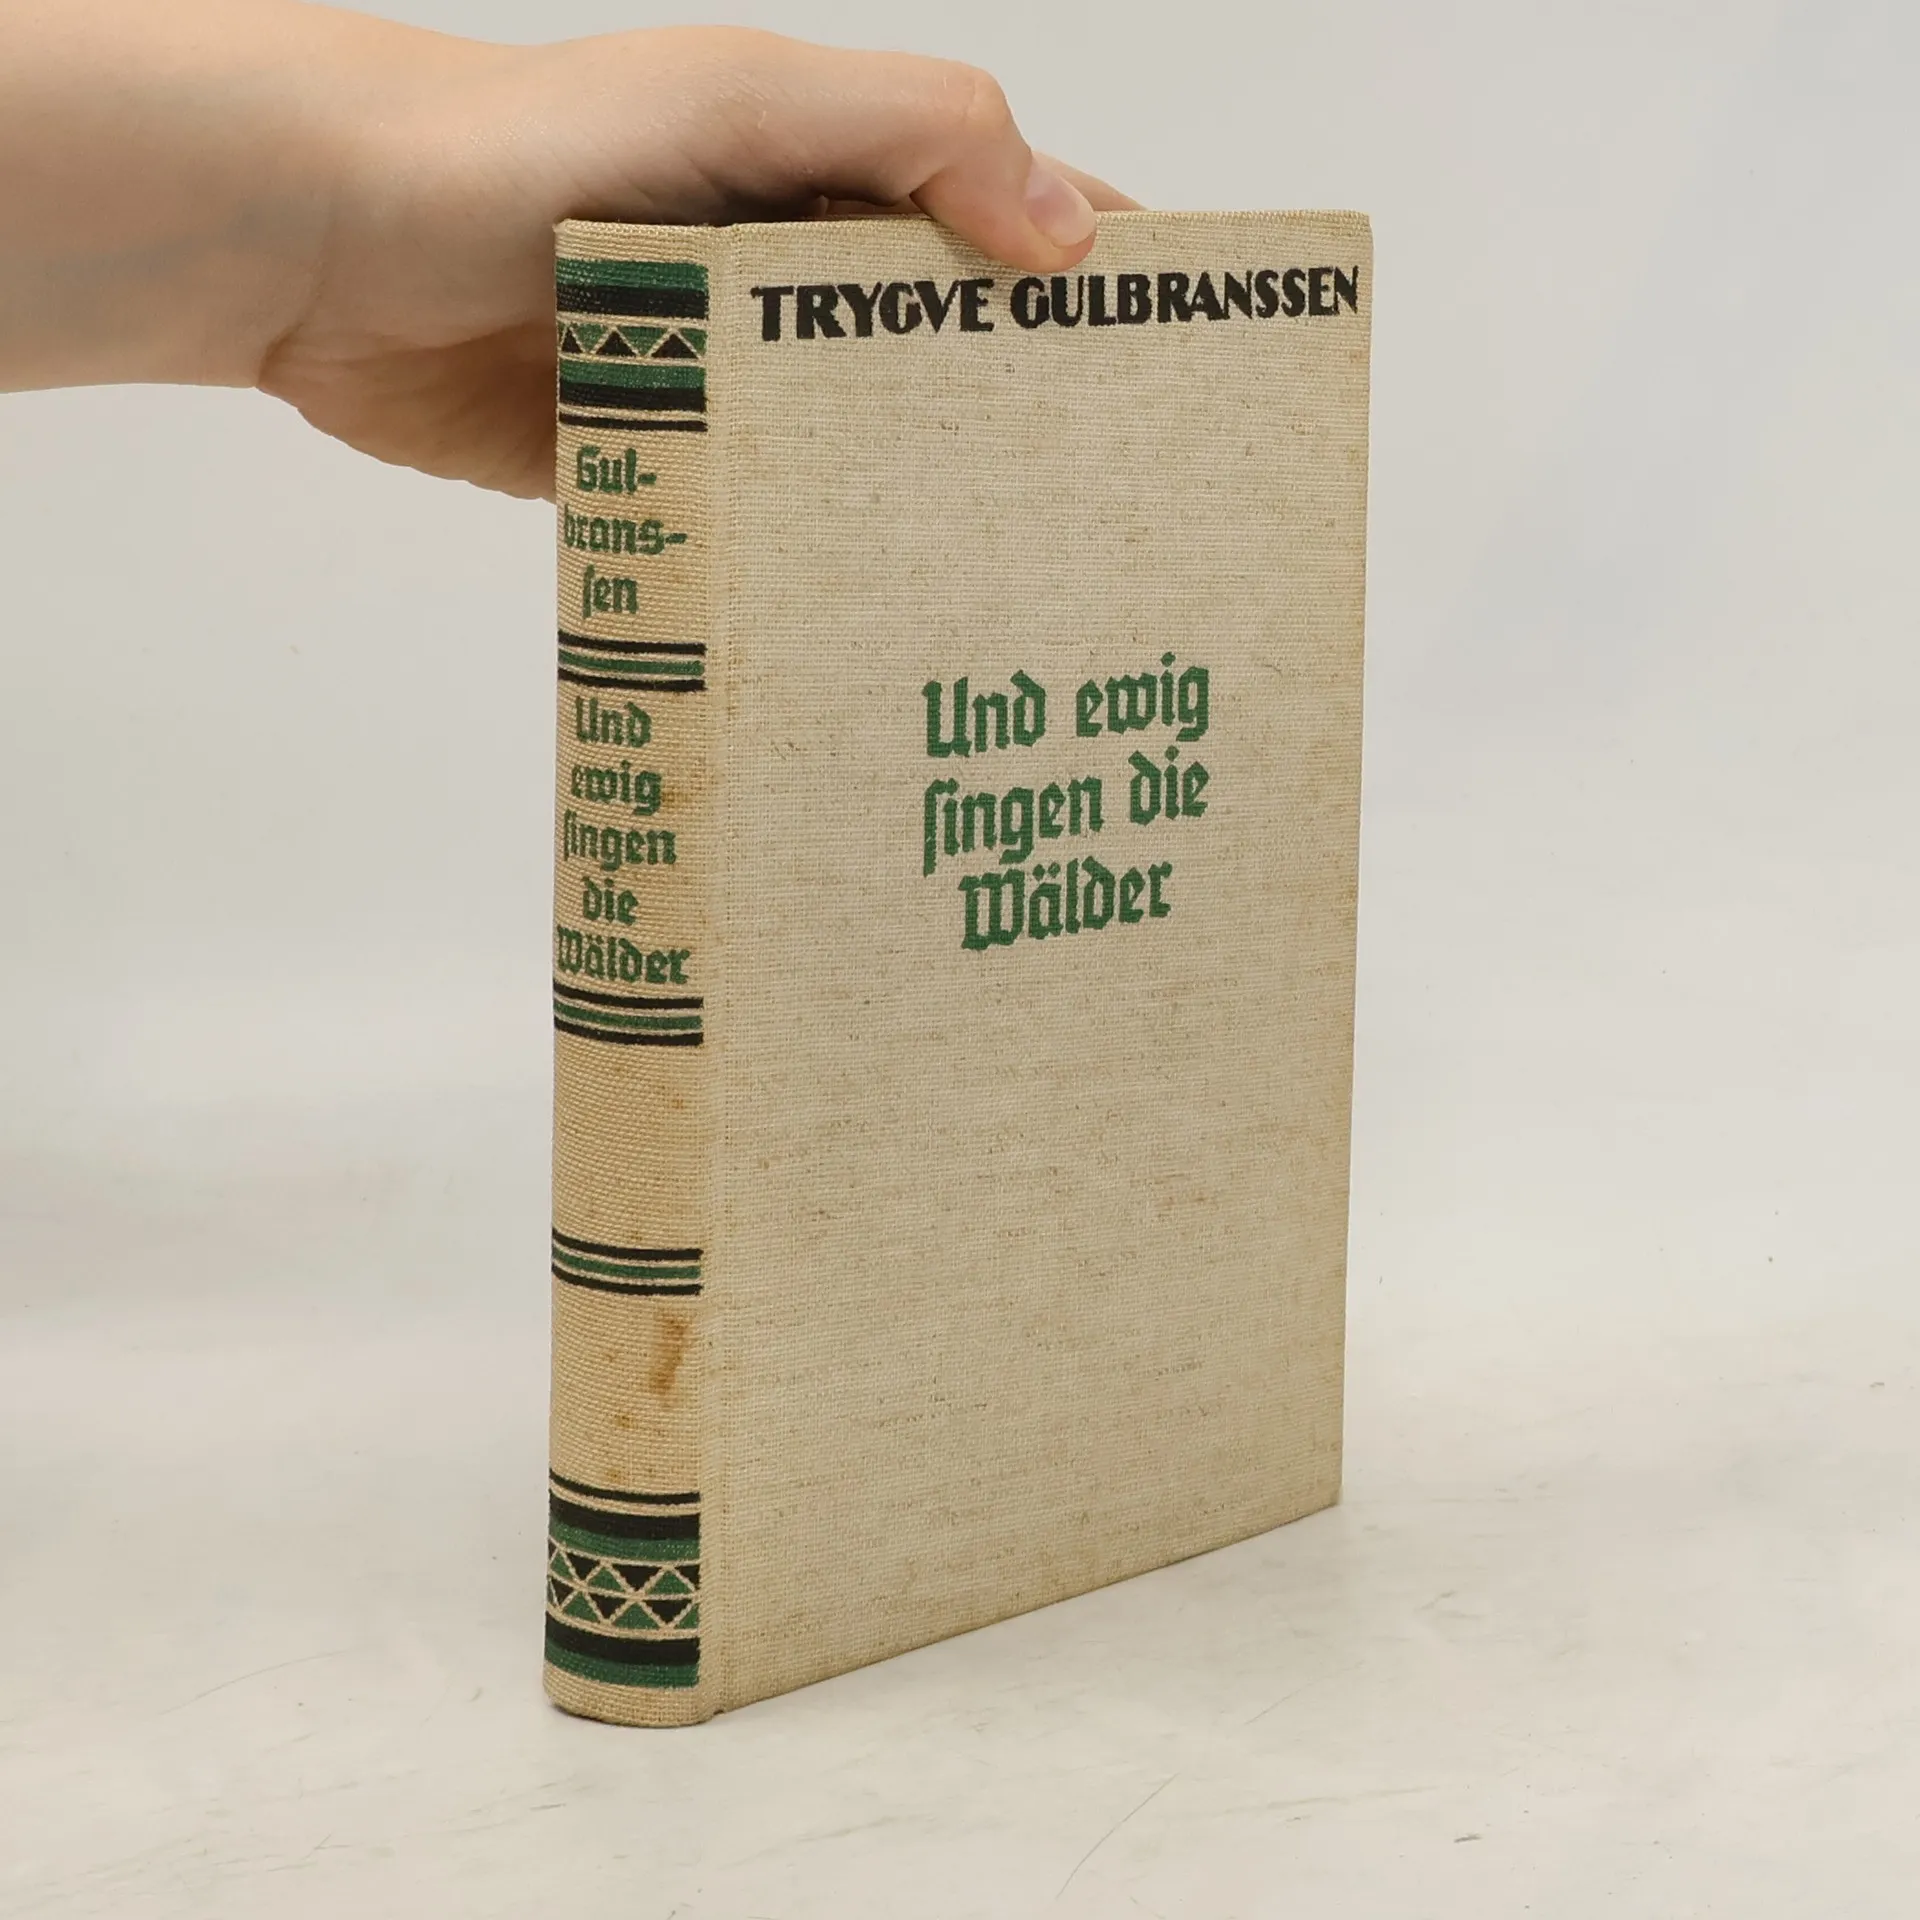 TRYGVE GULBRANSSEN
Und ewig
ſingen die
Wälder
Gul-
brans-
ſen
Und
ewig
ſingen
die
Wälder